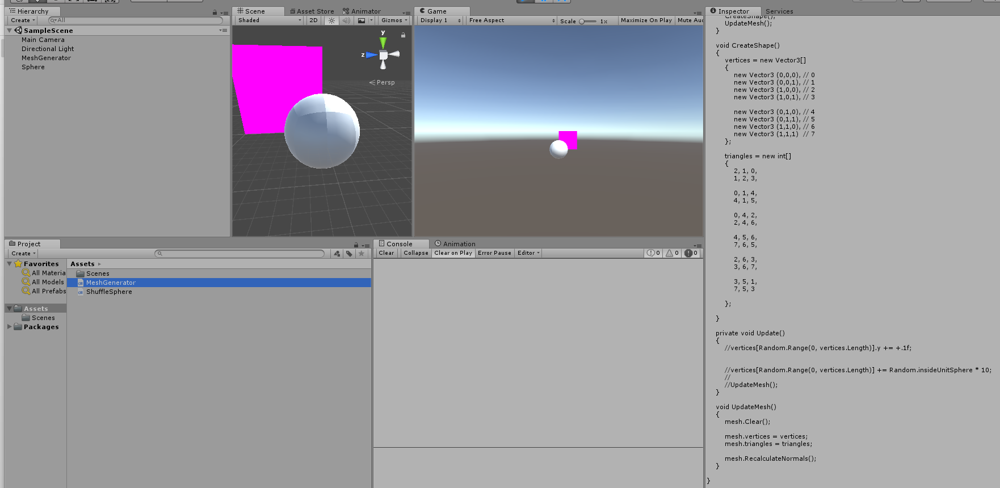 Hierarchy
Create
All
SampleScene
Main Camera
Directional Light
MeshGenerator
Sphere
Scene
Asset Store
Animator
Shaded
2D
Gizmos
y
z
Persp
Game
Display 1
Free Aspect
Scale
1x
Maximize On Play
Mute Au
Inspector
Services
CreateShape();
UpdateMesh();
}
void CreateShape()
{
vertices = new Vector3[]
{
new Vector3 (0,0,0), // 0
new Vector3 (0,0,1), // 1
new Vector3 (1,0,0), // 2
new Vector3 (1,0,1), // 3
new Vector3 (0,1,0), // 4
new Vector3 (0,1,1), // 5
new Vector3 (1,1,0), // 6
new Vector3 (1,1,1) // 7
};
triangles = new int[]
{
2, 1, 0,
1, 2, 3,
0, 1, 4,
4, 1, 5,
0, 4, 2,
2, 4, 6,
4, 5, 6,
7, 6, 5,
2, 6, 3,
3, 6, 7,
3, 5, 1,
7, 5, 3
};
}
private void Update()
{
//vertices[Random.Range(0, vertices.Length)].y += +.1f;
//vertices[Random.Range(0, vertices.Length)] += Random.insideUnitSphere * 10;
//
//UpdateMesh();
}
void UpdateMesh()
{
mesh.Clear();
mesh.vertices = vertices;
mesh.triangles = triangles;
mesh.RecalculateNormals();
}
}
Project
Create
Favorites
All Materia
All Models
All Prefabs
Assets
Scenes
Packages
Assets
Scenes
MeshGenerator
ShuffleSphere
Console
Animation
Clear
Collapse
Clear on Play
Error Pause
Editor
0
0
0